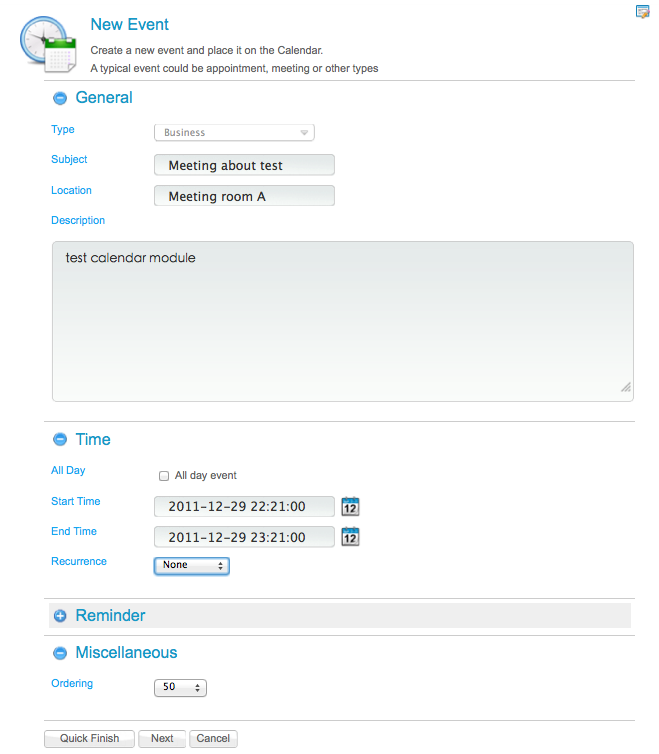 New Event
Create a new event and place it on the Calendar.
A typical event could be appointment, meeting or other types
General
Type Business
Subject Meeting about test
Location Meeting room A
Description
test calendar module
Time
All Day All day event
Start Time 2011-12-29 22:21:00 12
End Time 2011-12-29 23:21:00 12
Recurrence None
Reminder
Miscellaneous
Ordering 50
Quick Finish Next Cancel